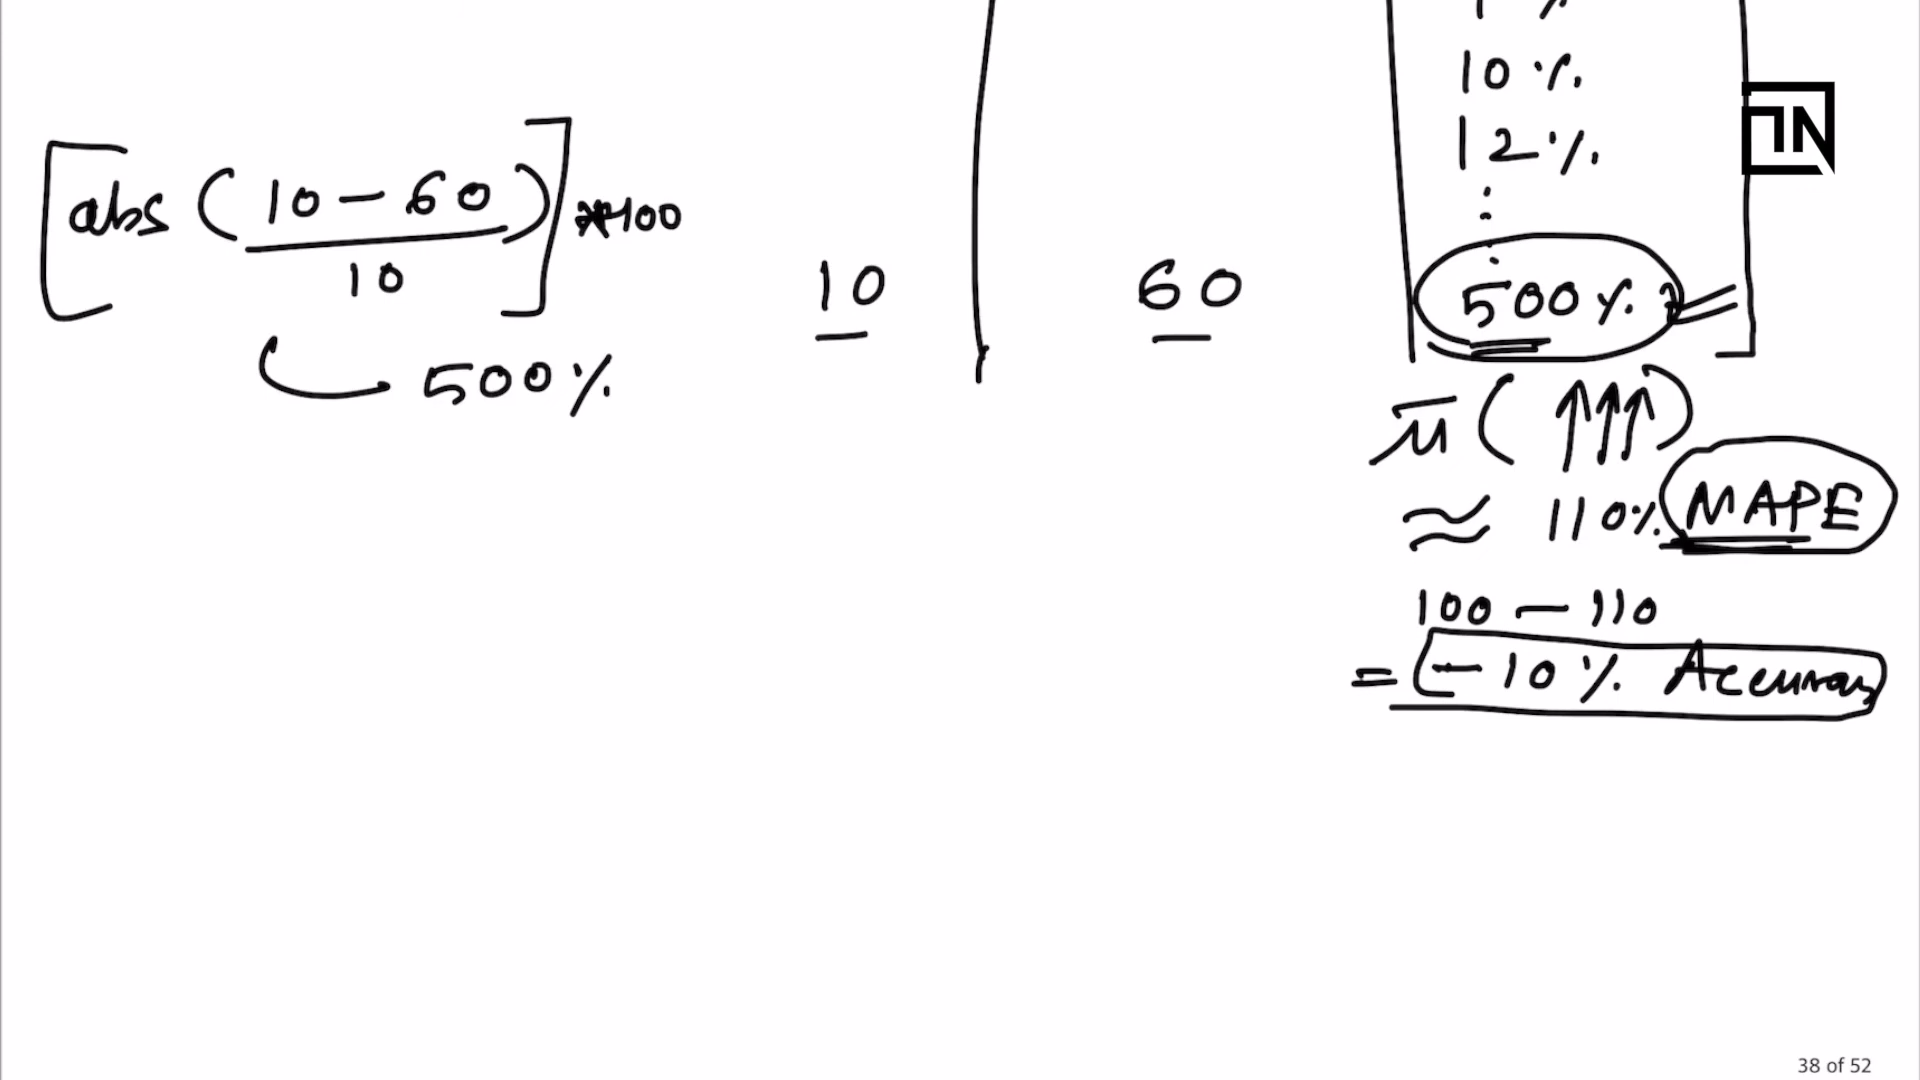 [abs (10 - 60 / 10)] * 100
500%
10
60
10%
12%
500%
μ̄ (↑↑↑)
≈ 110% MAPE
100 - 110
= -10% Accuracy
38 of 52